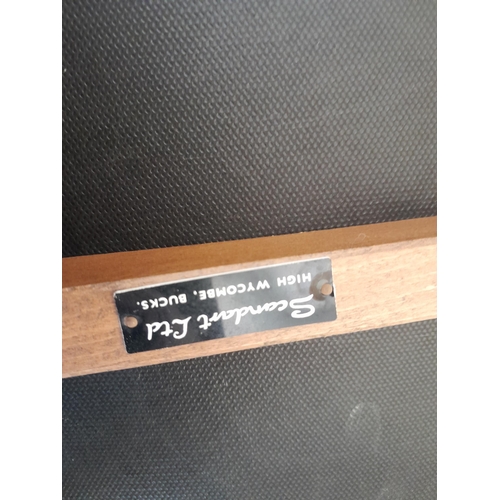 Scandart Ltd
HIGH WYCOMBE, BUCKS.